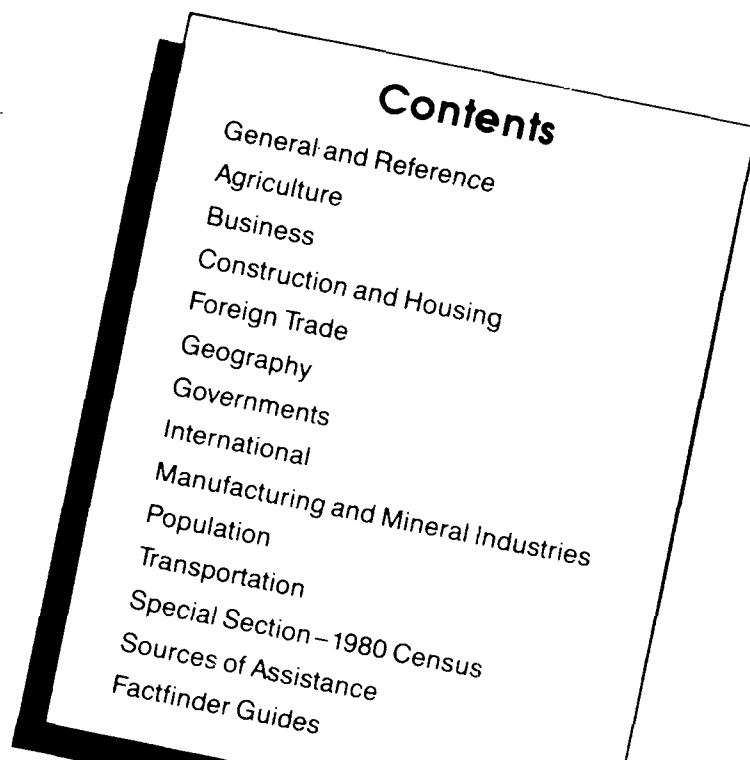 Contents
General and Reference
Agriculture
Business
Construction and Housing
Foreign Trade
Geography
Governments
International
Manufacturing and Mineral Industries
Population
Transportation
Special Section – 1980 Census
Sources of Assistance
Factfinder Guides